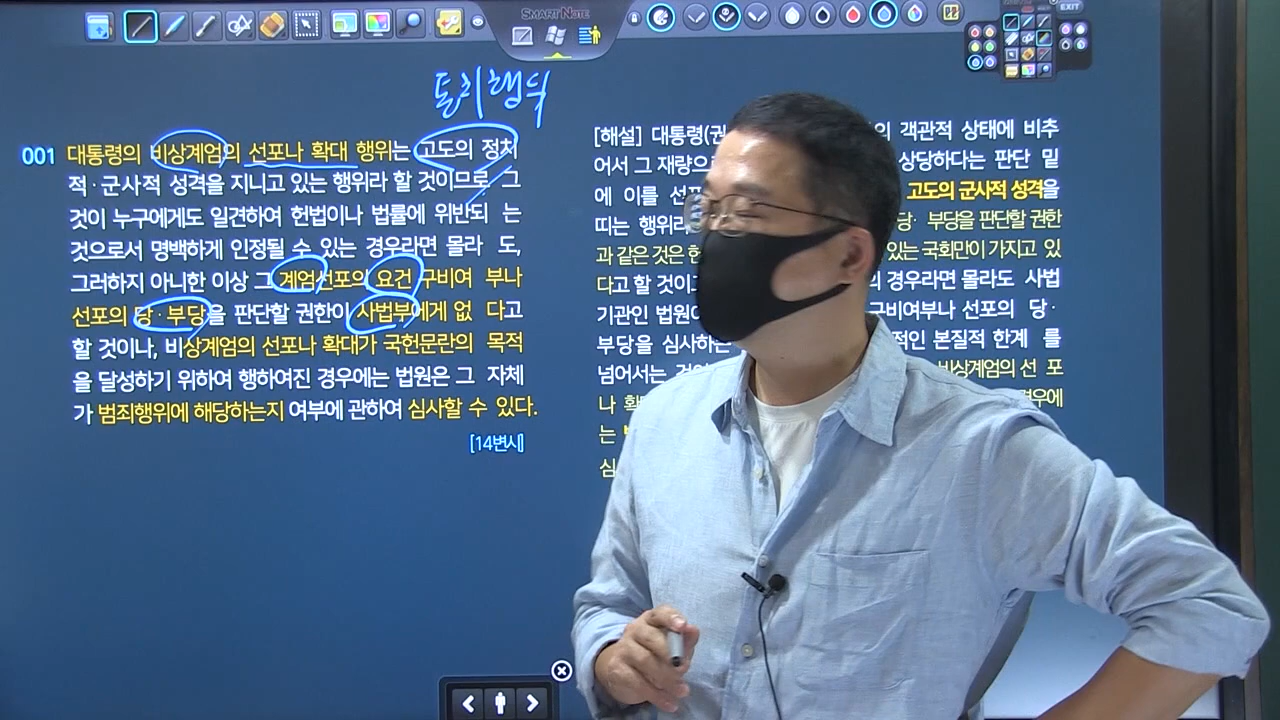 SMART NOTE
EXIT
통치행위
001 대통령의 비상계엄의 선포나 확대 행위는 고도의 정치
적·군사적 성격을 지니고 있는 행위라 할 것이므로 그
것이 누구에게도 일견하여 헌법이나 법률에 위반되 는
것으로서 명백하게 인정될 수 있는 경우라면 몰라 도,
그러하지 아니한 이상 그 계엄선포의 요건 구비여 부나
선포의 당·부당을 판단할 권한이 사법부에게 없 다고
할 것이나, 비상계엄의 선포나 확대가 국헌문란의 목적
을 달성하기 위하여 행하여진 경우에는 법원은 그 자체
가 범죄행위에 해당하는지 여부에 관하여 심사할 수 있다.
[14변시]
[해설] 대통령(권 의 객관적 상태에 비추
어서 그 재량으 상당하다는 판단 밑
에 이를 선포 고도의 군사적 성격을
띠는 행위라 당· 부당을 판단할 권한
과 같은 것은 헌 있는 국회만이 가지고 있
다고 할 것이고 의 경우라면 몰라도 사법
기관인 법원이 구비여부나 선포의 당·
부당을 심사하는 적인 본질적 한계 를
넘어서는 것이 비상계엄의 선 포
나 확 경우에
는
심